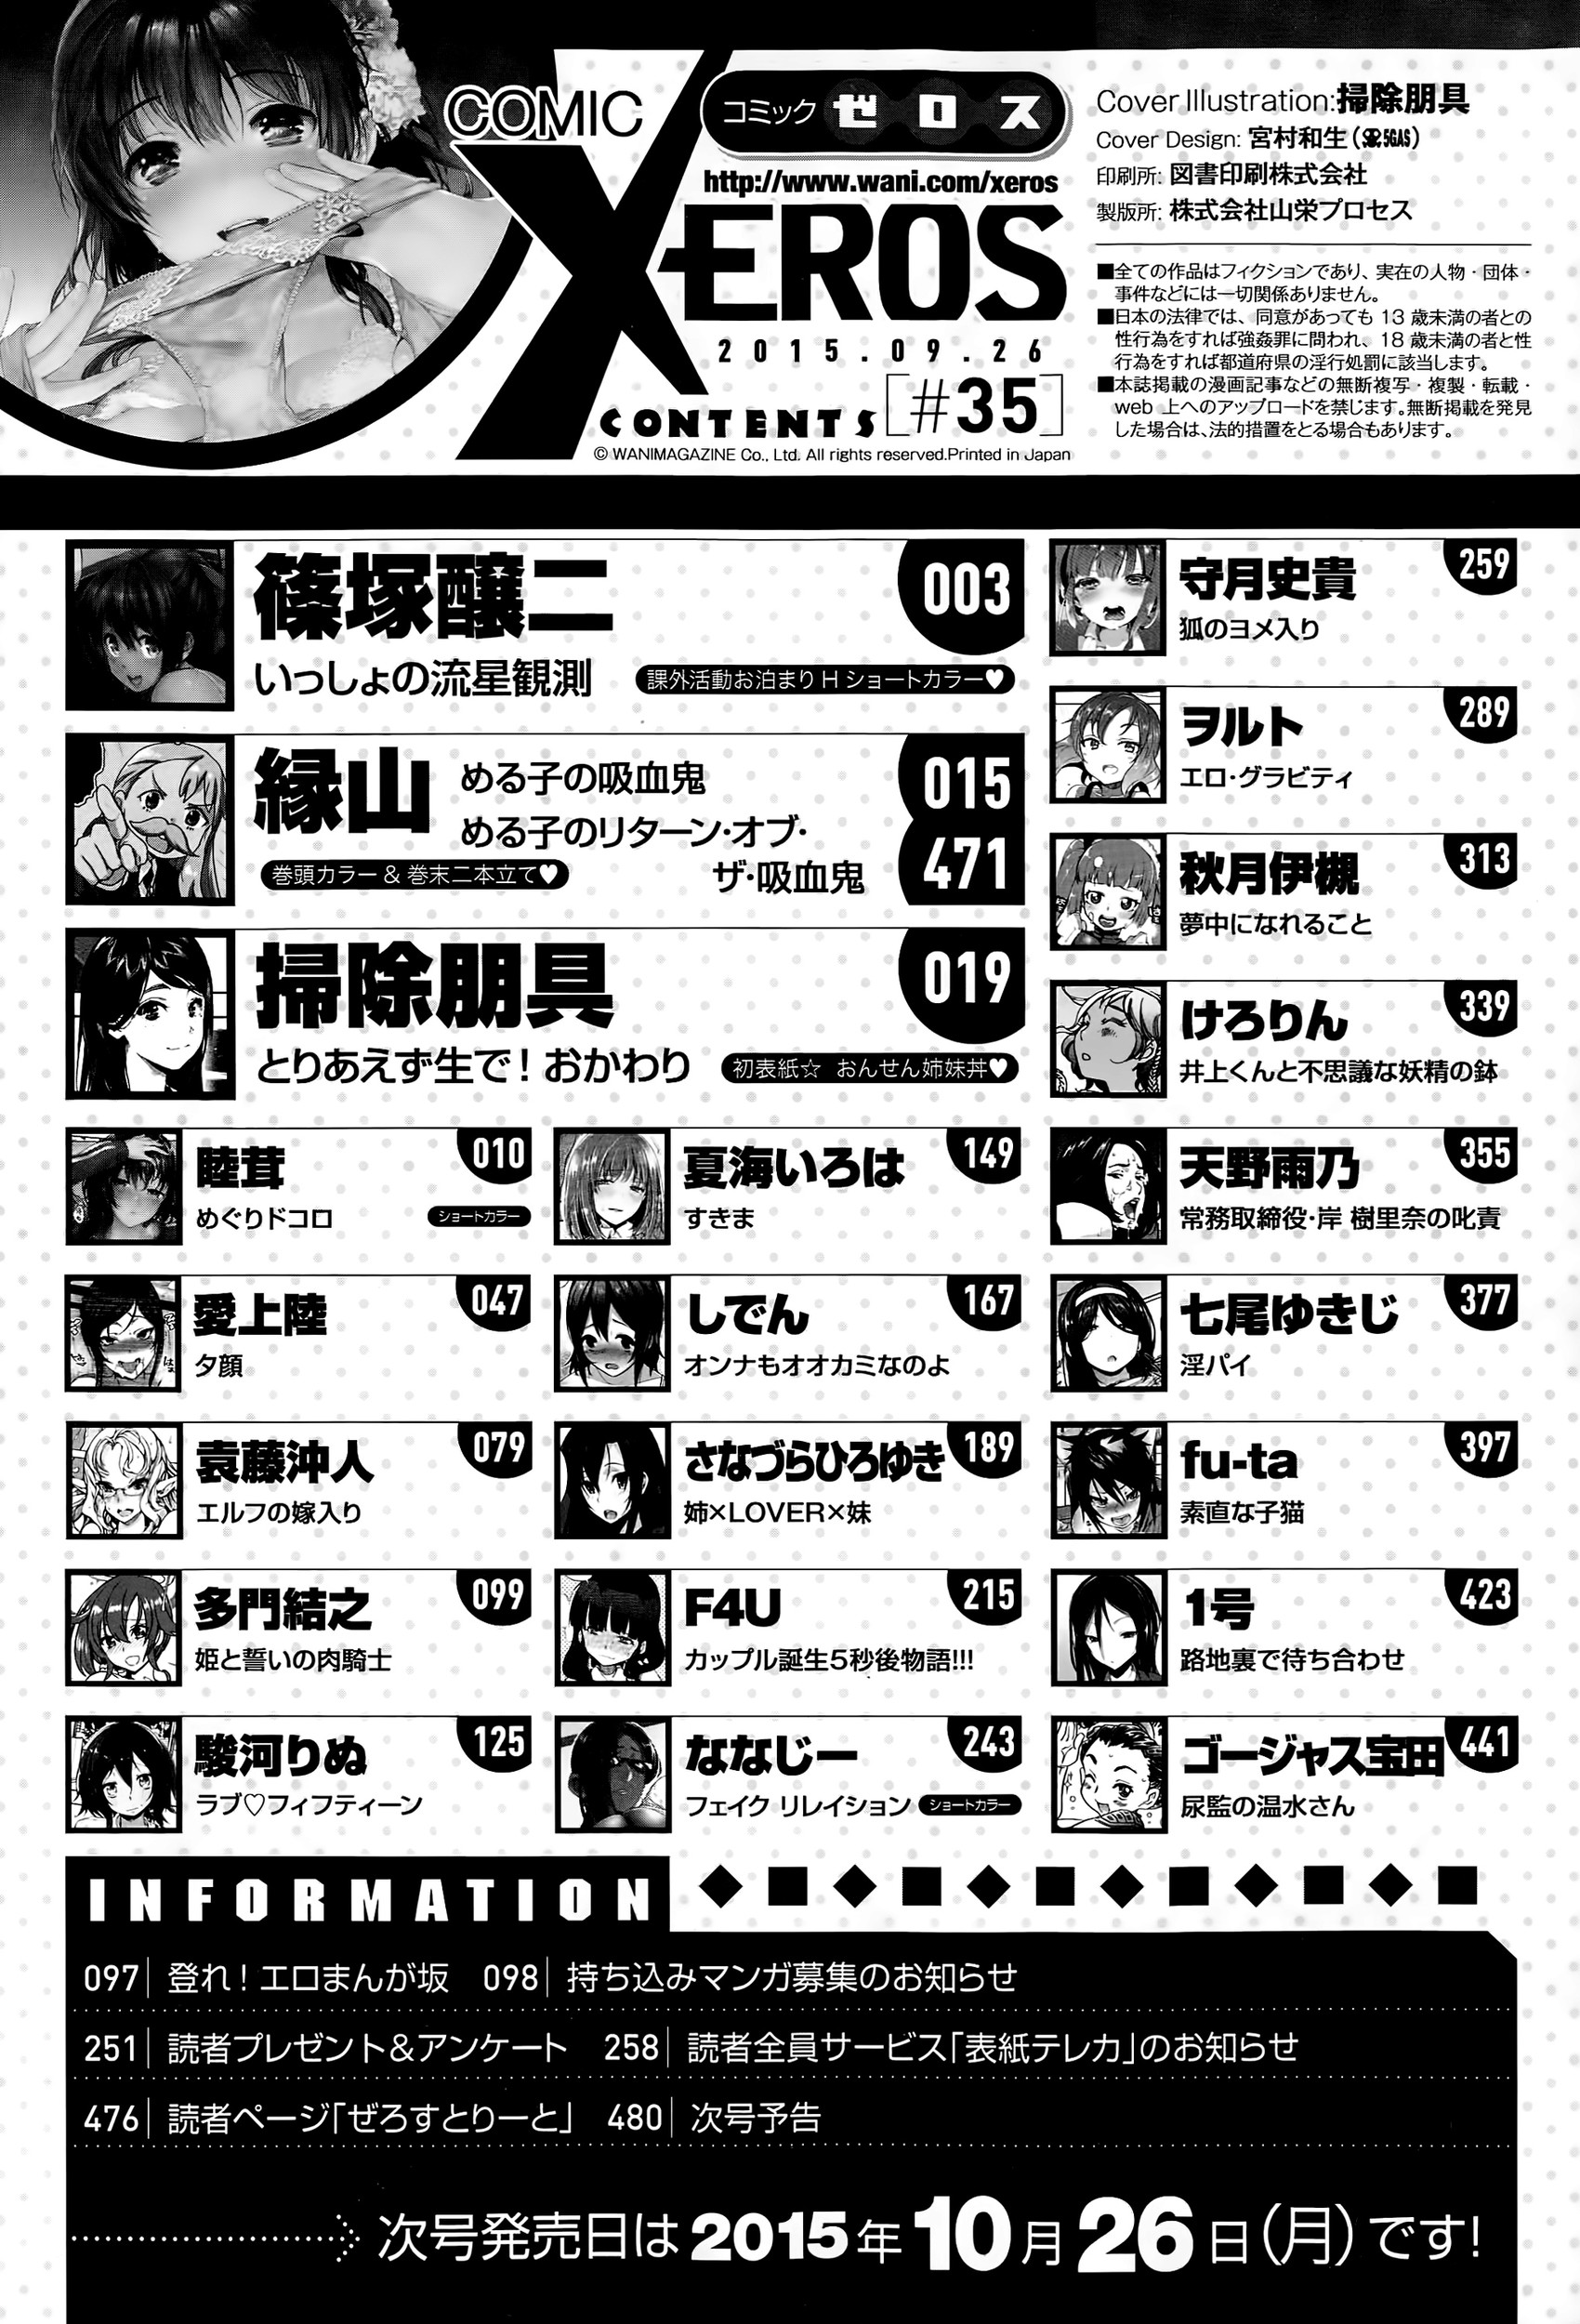 COMIC
コミック ゼロス
http://www.wani.com/xeros
XEROS
2015.09.26
CONTENTS [#35]
© WANIMAGAZINE Co., Ltd. All rights reserved.Printed in Japan
Cover Illustration:掃除朋具
Cover Design: 宮村和生
印刷所: 図書印刷株式会社
製版所: 株式会社山栄プロセス
■全ての作品はフィクションであり、実在の人物・団体・
事件などには一切関係ありません。
■日本の法律では、同意があっても 13 歳未満の者との
性行為をすれば強姦罪に問われ、18 歳未満の者と性
行為をすれば都道府県の淫行処罰に該当します。
■本誌掲載の漫画記事などの無断複写・複製・転載・
web 上へのアップロードを禁じます。無断掲載を発見
した場合は、法的措置をとる場合もあります。
篠塚醸二 003
いっしょの流星観測 課外活動お泊まり H ショートカラー♥
縁山 める子の吸血鬼 015
める子のリターン・オブ・
ザ・吸血鬼 471
巻頭カラー & 巻末二本立て♥
掃除朋具 019
とりあえず生で！おかわり 初表紙☆ おんせん姉妹丼♥
睦茸 010
めぐりドコロ ショートカラー
愛上陸 047
夕顔
袁藤沖人 079
エルフの嫁入り
多門結之 099
姫と誓いの肉騎士
駿河りぬ 125
ラブ♡フィフティーン
夏海いろは 149
すきま
しでん 167
オンナもオオカミなのよ
さなづらひろゆき 189
姉×LOVER×妹
F4U 215
カップル誕生5秒後物語!!!
ななじー 243
フェイク リレイション ショートカラー
守月史貴 259
狐のヨメ入り
ヲルト 289
エロ・グラビティ
秋月伊槻 313
夢中になれること
けろりん 339
井上くんと不思議な妖精の鉢
天野雨乃 355
常務取締役・岸 樹里奈の叱責
七尾ゆきじ 377
淫パイ
fu-ta 397
素直な子猫
1号 423
路地裏で待ち合わせ
ゴージャス宝田 441
尿監の温水さん
INFORMATION
097 登れ！エロまんが坂 098 持ち込みマンガ募集のお知らせ
251 読者プレゼント＆アンケート 258 読者全員サービス「表紙テレカ」のお知らせ
476 読者ページ「ぜろすとりーと」 480 次号予告
次号発売日は2015年10月26日（月）です！